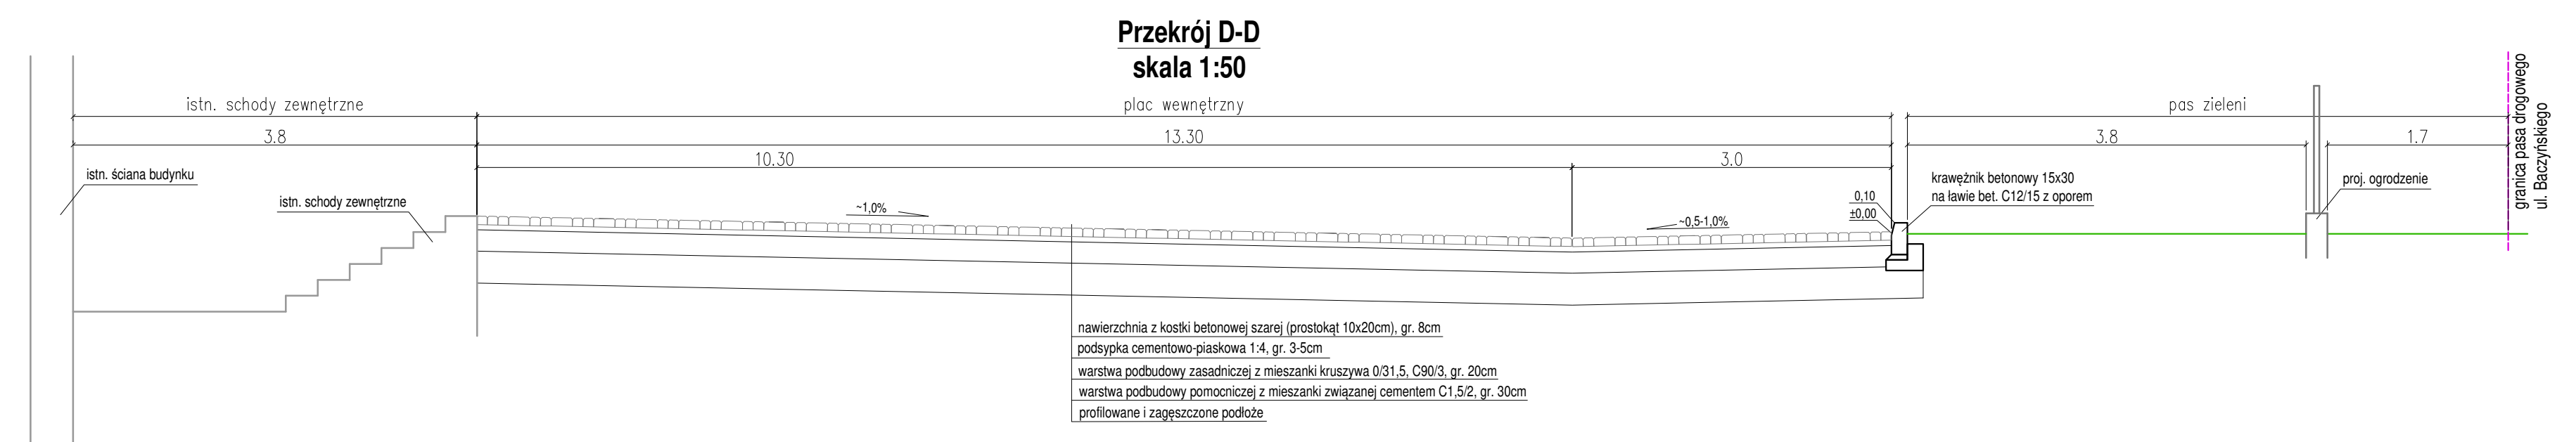 Przekrój D-D
skala 1:50
istn. schody zewnętrzne
plac wewnętrzny
pas zieleni
3.8
13.30
3.8
1.7
10.30
3.0
istn. ściana budynku
istn. schody zewnętrzne
~1,0%
~0,5-1,0%
0,10
±0,00
krawężnik betonowy 15x30
na ławie bet. C12/15 z oporem
proj. ogrodzenie
granica pasa drogowego
ul. Baczyńskiego
nawierzchnia z kostki betonowej szarej (prostokąt 10x20cm), gr. 8cm
podsypka cementowo-piaskowa 1:4, gr. 3-5cm
warstwa podbudowy zasadniczej z mieszanki kruszywa 0/31,5, C90/3, gr. 20cm
warstwa podbudowy pomocniczej z mieszanki związanej cementem C1,5/2, gr. 30cm
profilowane i zagęszczone podłoże